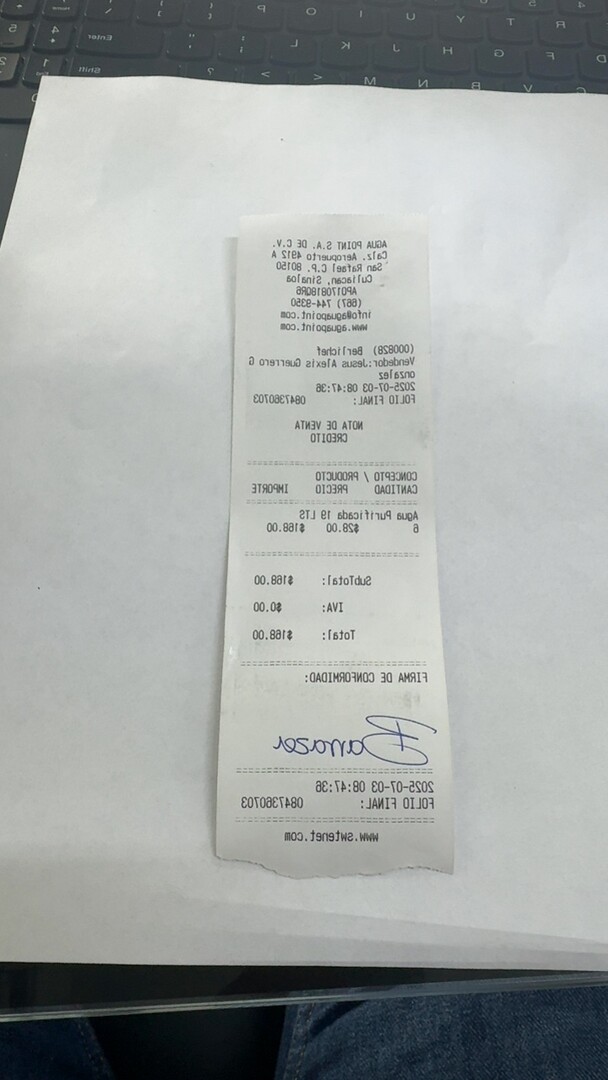 AGUA POINT S.A. DE C.V.
Calz. Aeropuerto 4912 A
San Rafael C.P. 80150
Culiacan, Sinaloa
APO170818QR6
(667) 744-9350
info@aguapoint.com
www.aguapoint.com
(000828) Berlichef
Vendedor:Jesus Alexis Guerrero G
onzalez
2025-07-03 08:47:36
FOLIO FINAL: 0847360703
NOTA DE VENTA
CREDITO
CONCEPTO / PRODUCTO
CANTIDAD PRECIO IMPORTE
Agua Purificada 19 LTS
6 $28.00 $168.00
SubTotal: $168.00
IVA: $0.00
Total: $168.00
FIRMA DE CONFORMIDAD:
2025-07-03 08:47:36
FOLIO FINAL: 0847360703
www.swtenet.com